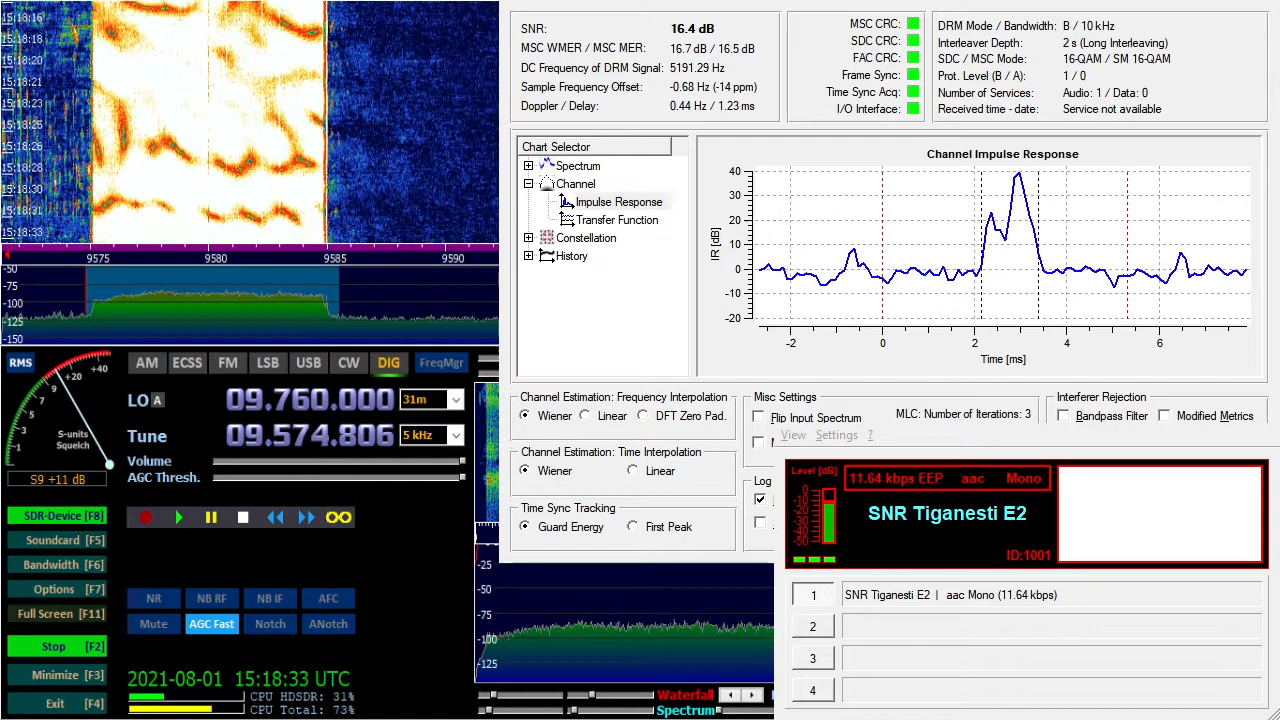 15:18:16
15:18:18
15:18:20
15:18:21
15:18:23
15:18:25
15:18:26
15:18:28
15:18:30
15:18:31
15:18:33
9575 9580 9585 9590
-50
-75
-100
-125
-150
RMS
1 3 5 7 9 +20 +40
S-units
Squelch
S9 +11 dB
AM ECSS FM LSB USB CW DIG FreqMgr
LO A 09.760.000 31m
Tune 09.574.806 5 kHz
Volume
AGC Thresh.
SDR-Device [F8]
Soundcard [F5]
Bandwidth [F6]
Options [F7]
Full Screen [F11]
Stop [F2]
Minimize [F3]
Exit [F4]
NR NB RF NB IF AFC
Mute AGC Fast Notch ANotch
2021-08-01 15:18:33 UTC
CPU HDSDR: 31%
CPU Total: 73%
-25
-50
-75
-100
-125
Waterfall
Spectrum
SNR: 16.4 dB
MSC WMER / MSC MER: 16.7 dB / 16.5 dB
DC Frequency of DRM Signal: 5191.29 Hz
Sample Frequency Offset: -0.68 Hz (-14 ppm)
Doppler / Delay: 0.44 Hz / 1.23 ms
MSC CRC:
SDC CRC:
FAC CRC:
Frame Sync:
Time Sync Acq:
I/O Interface:
DRM Mode / Bandwidth: B / 10 kHz
Interleaver Depth: 2 s (Long Interleaving)
SDC / MSC Mode: 16-QAM / SM 16-QAM
Prot. Level (B / A): 1 / 0
Number of Services: Audio: 1 / Data: 0
Received time - date: Service not available
Chart Selector
Spectrum
Channel
Impulse Response
Transfer Function
Constellation
History
Channel Impulse Response
IR [dB]
40
30
20
10
0
-10
-20
-2 0 2 4 6
Time [ms]
Channel Estimation: Frequency Interpolation
Wiener Linear DFT Zero Pad.
Channel Estimation: Time Interpolation
Wiener Linear
Time Sync Tracking
Guard Energy First Peak
Misc Settings
Flip Input Spectrum
MLC: Number of Iterations: 3
Log
Interferer Rejection
Bandpass Filter Modified Metrics
View Settings ?
Level [dB]
0
-10
-20
-30
-40
-50
11.64 kbps EEP aac Mono
SNR Tiganesti E2
ID:1001
1 SNR Tiganesti E2 | aac Mono (11.64 kbps)
2
3
4